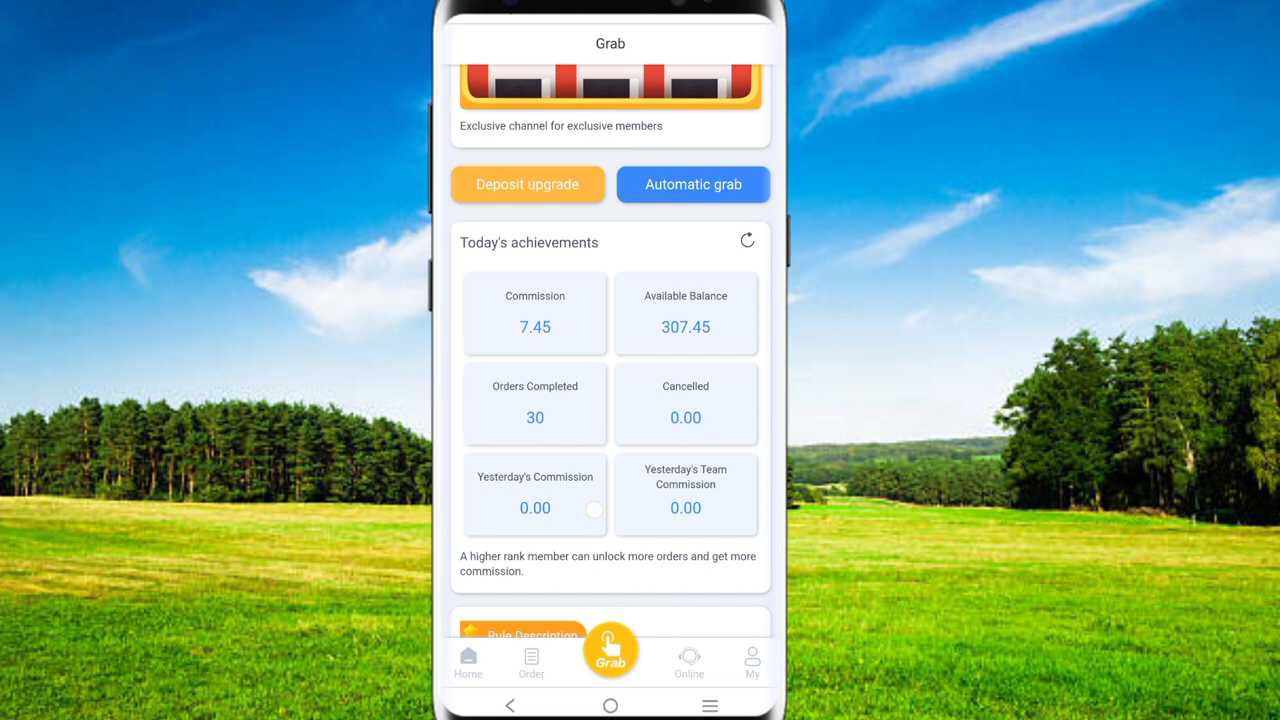 Grab
Exclusive channel for exclusive members
Deposit upgrade
Automatic grab
Today's achievements
Commission
Available Balance
7.45
307.45
Orders Completed
Cancelled
30
0.00
Yesterday's Commission
Yesterday's Team
Commission
0.00
0.00
A higher rank member can unlock more orders and get more
commission.
Rule Description
Grab
Home
Order
Online
My